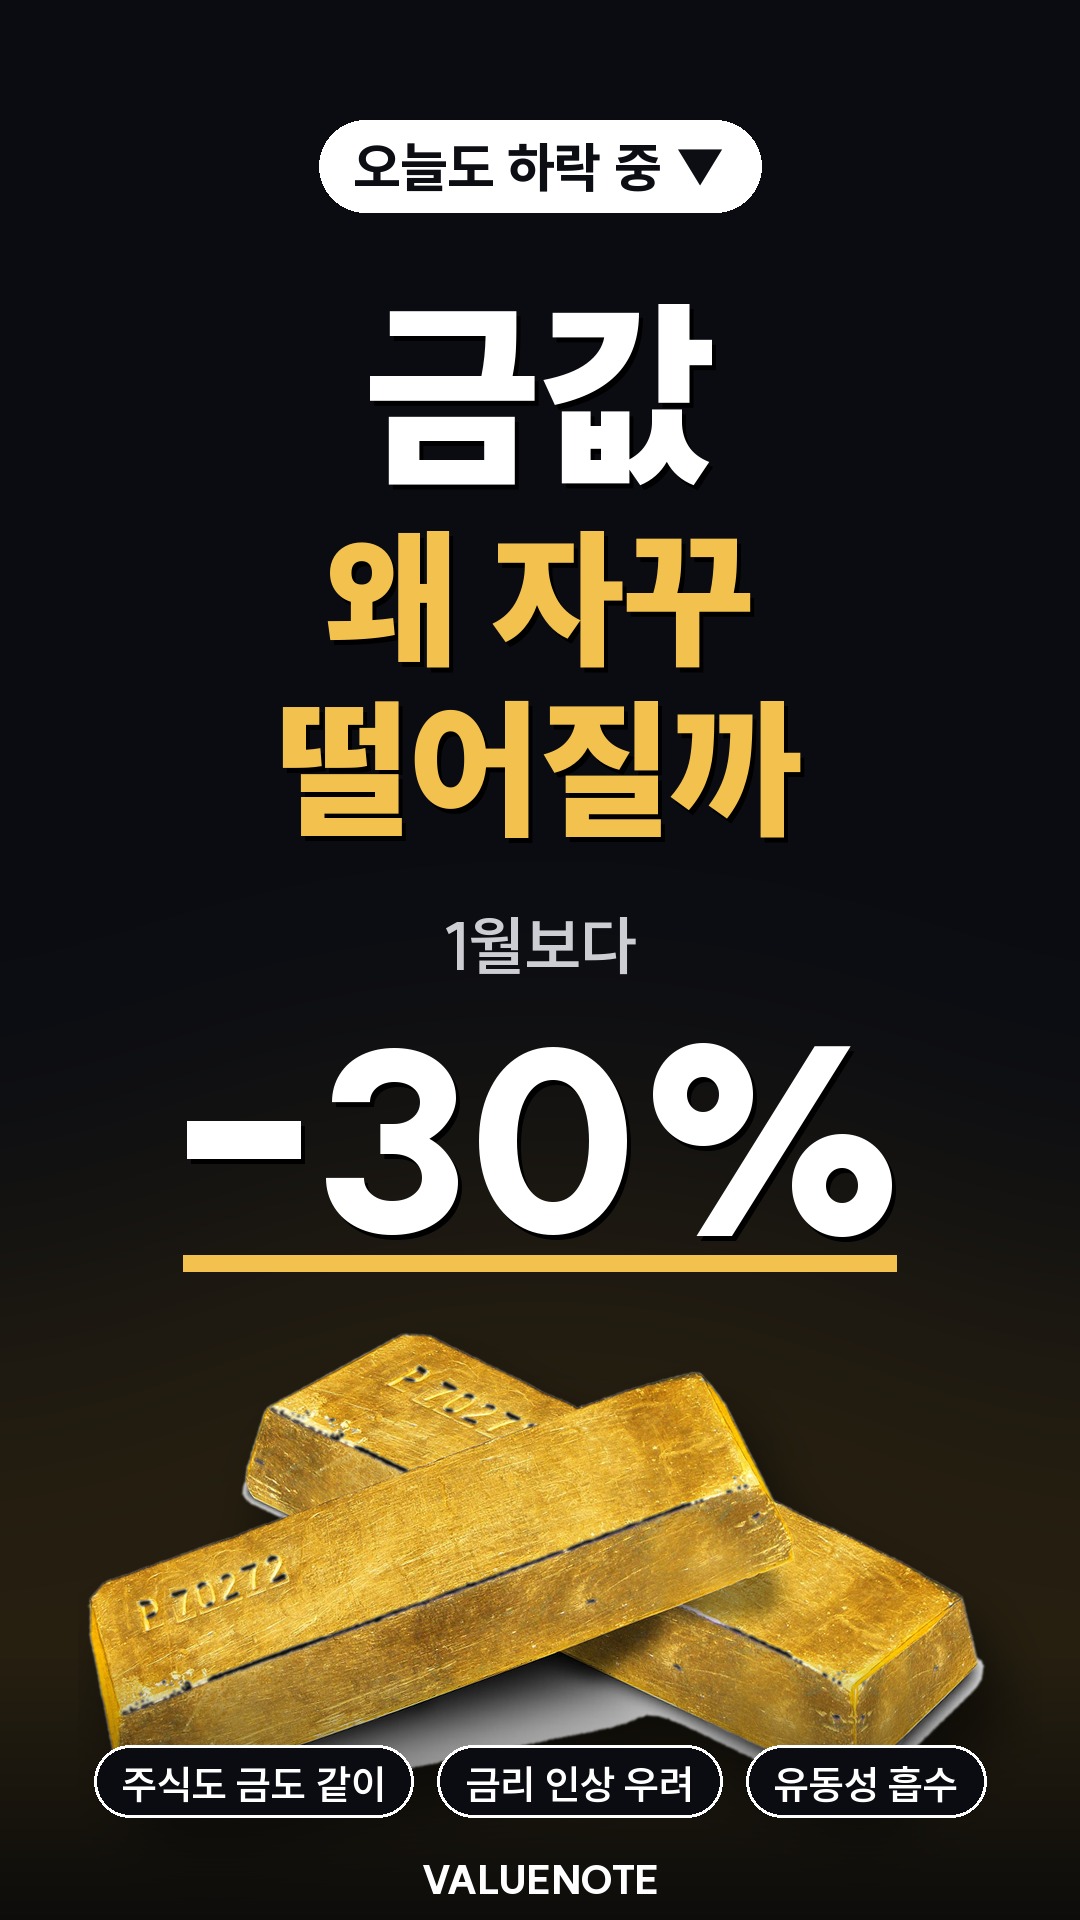 오늘도 하락 중 ▼
금값
왜 자꾸
떨어질까
1월보다
-30%
P 7027
P 70272
주식도 금도 같이
금리 인상 우려
유동성 흡수
VALUENOTE